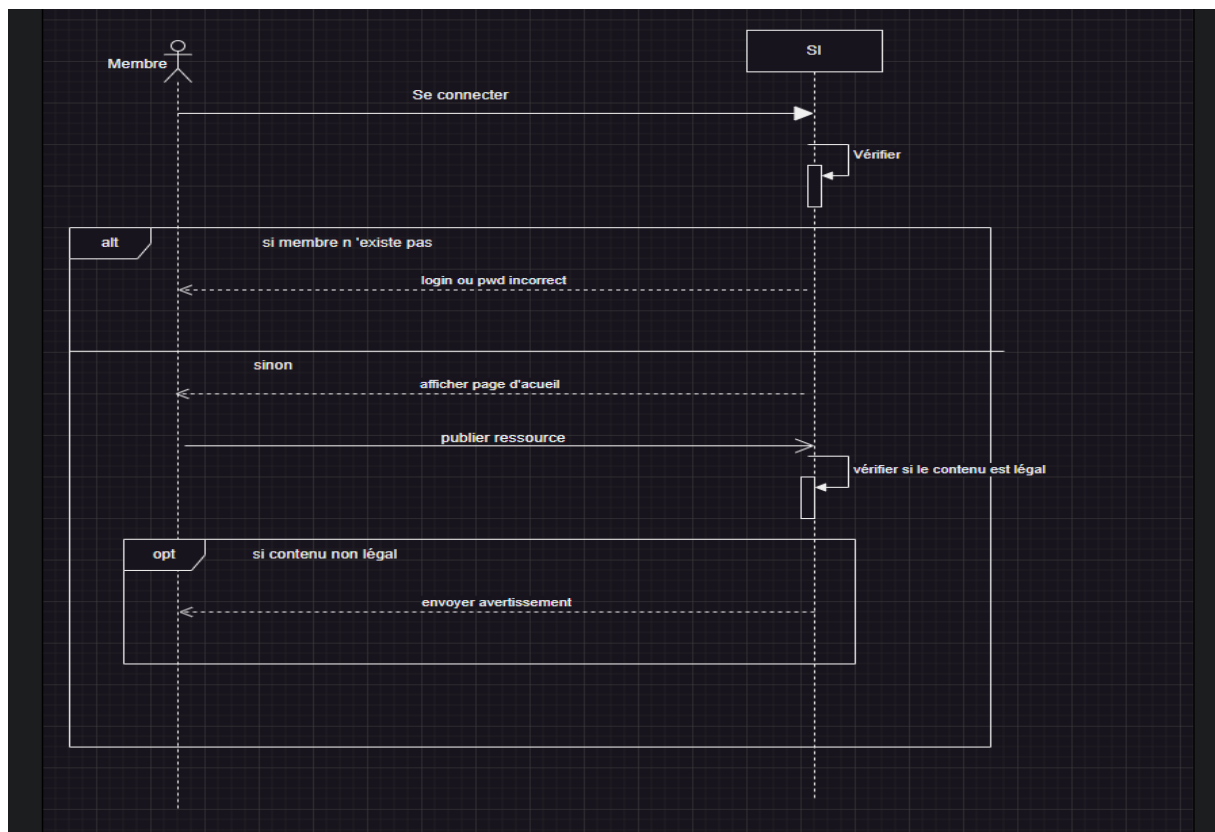 Membre
SI
Se connecter
Vérifier
alt
si membre n 'existe pas
login ou pwd incorrect
sinon
afficher page d'acueil
publier ressource
vérifier si le contenu est légal
opt
si contenu non légal
envoyer avertissement